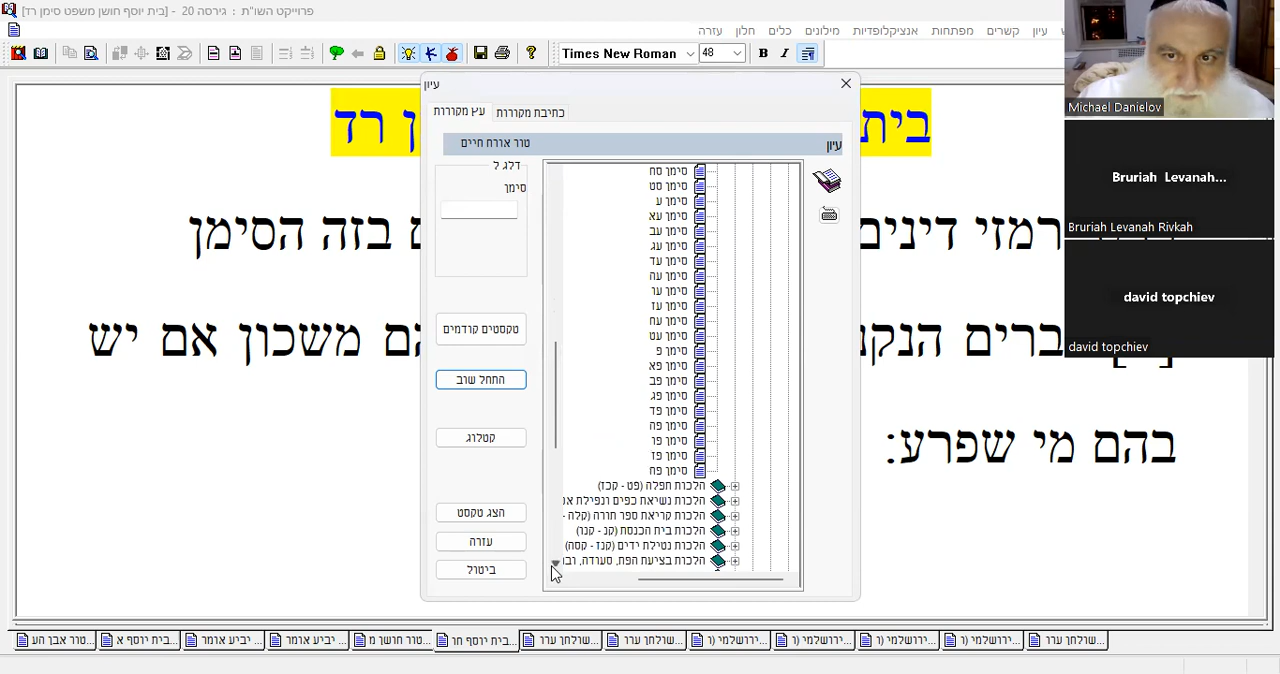 פרוייקט השו"ת : גירסה 20 - [בית יוסף חושן משפט סימן רד]
עיון קשרים מפתחות אנציקלופדיות כלים חלון עזרה
Times New Roman 48 B I
Michael Danielov
Bruriah Levanah...
Bruriah Levanah Rivkah
david topchiev
david topchiev
בית ן רד
רמזי דינים ם בזה הסימן
ברים הנקנ הם משכון אם יש
בהם מי שפרע:
עיון
עץ מקוררות כתיבת מקוררות
עיון טור אורח חיים
דלג ל
סימן
סימן סח
סימן סט
סימן ע
סימן עא
סימן עב
סימן עג
סימן עד
סימן עה
סימן עו
סימן עז
סימן עח
סימן עט
סימן פ
סימן פא
סימן פב
סימן פג
סימן פד
סימן פה
סימן פו
סימן פז
סימן פח
הלכות תפלה (פט - קכז)
הלכות נשיאת כפים ונפילת אפ
הלכות קריאת ספר תורה (קלה -
הלכות בית הכנסת (קנ - קנו)
הלכות נטילת ידים (קנז - קסה)
הלכות בציעת הפת, סעודה, ובר
טקסטים קודמים
התחל שוב
קטלוג
הצג טקסט
עזרה
ביטול
שולחן ערו... ירושלמי (ו... ירושלמי (ו... ירושלמי (ו... ירושלמי (ו... שולחן ערו... שולחן ערו... בית יוסף חו... טור חושן מ... יביע אומר... יביע אומר... בית יוסף א... טור אבן הע...